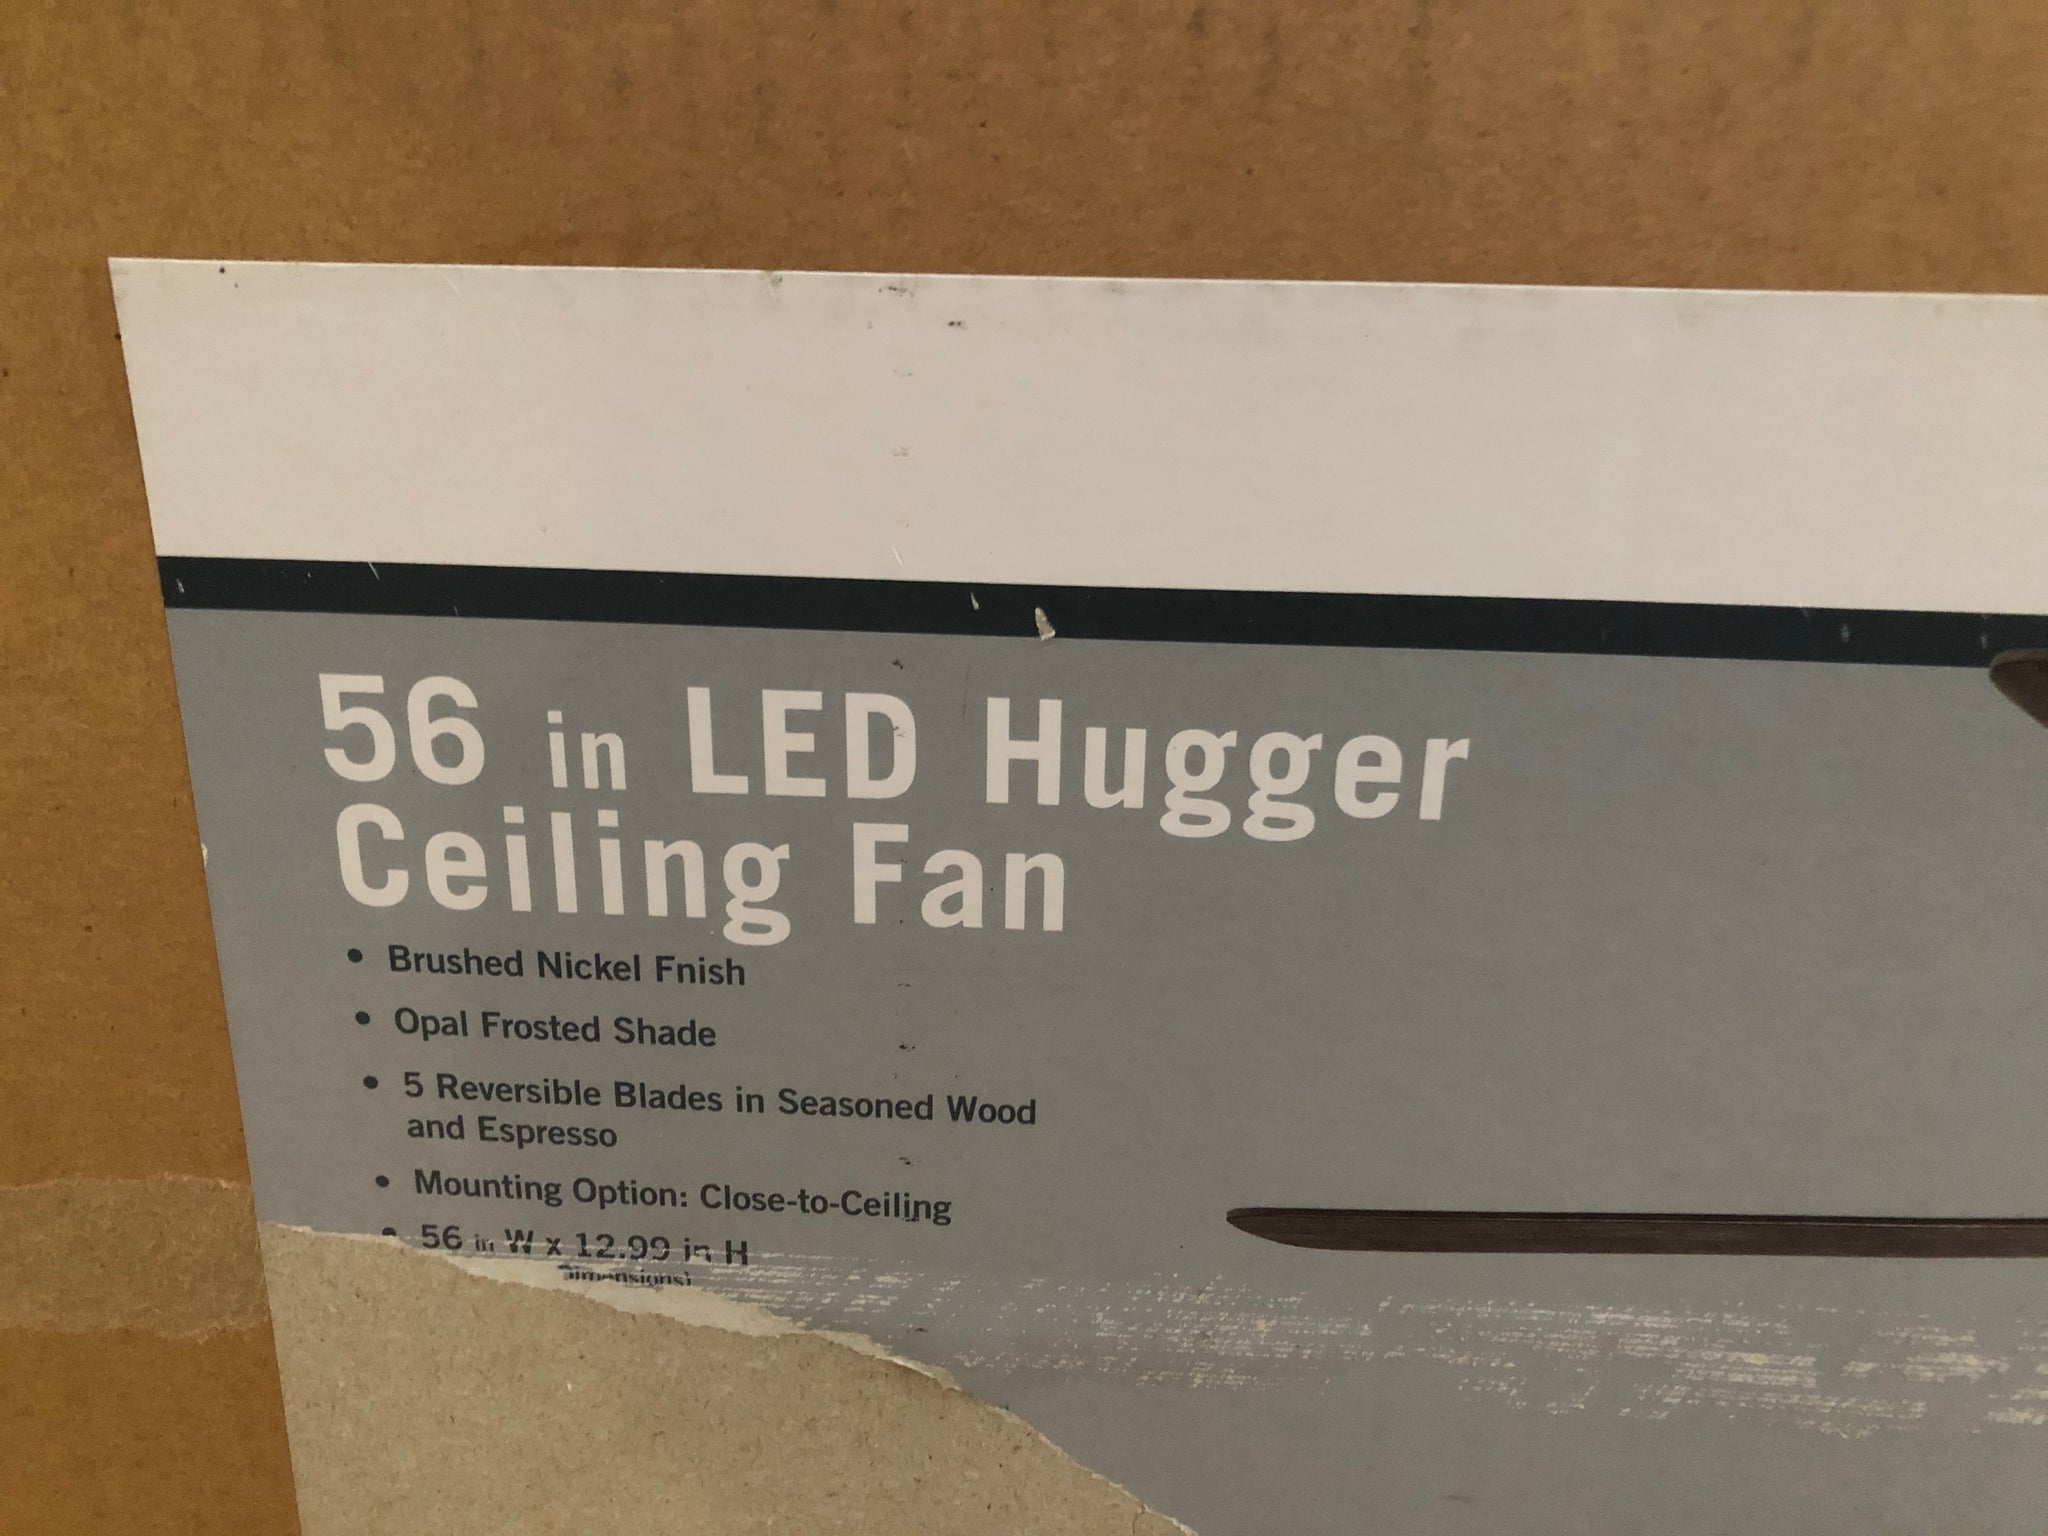 56 in LED Hugger
Ceiling Fan
• Brushed Nickel Fnish
• Opal Frosted Shade
• 5 Reversible Blades in Seasoned Wood
and Espresso
• Mounting Option: Close-to-Ceiling
• 56 in W x 12.99 in H
Dimensions)